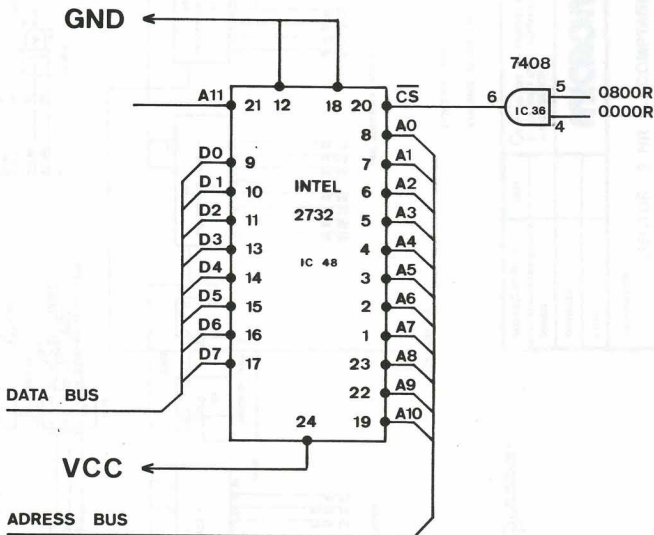 GND
7408
A11 21 12 18 20 CS 6 IC 36 5 0800R
4 0000R
8 A0
D0 9 7 A1
D1 10 INTEL 6 A2
D2 11 2732 5 A3
D3 13 4 A4
D4 14 IC 48 3 A5
D5 15 2 A6
D6 16 1 A7
D7 17 23 A8
DATA BUS 22 A9
24 19 A10
VCC
ADRESS BUS